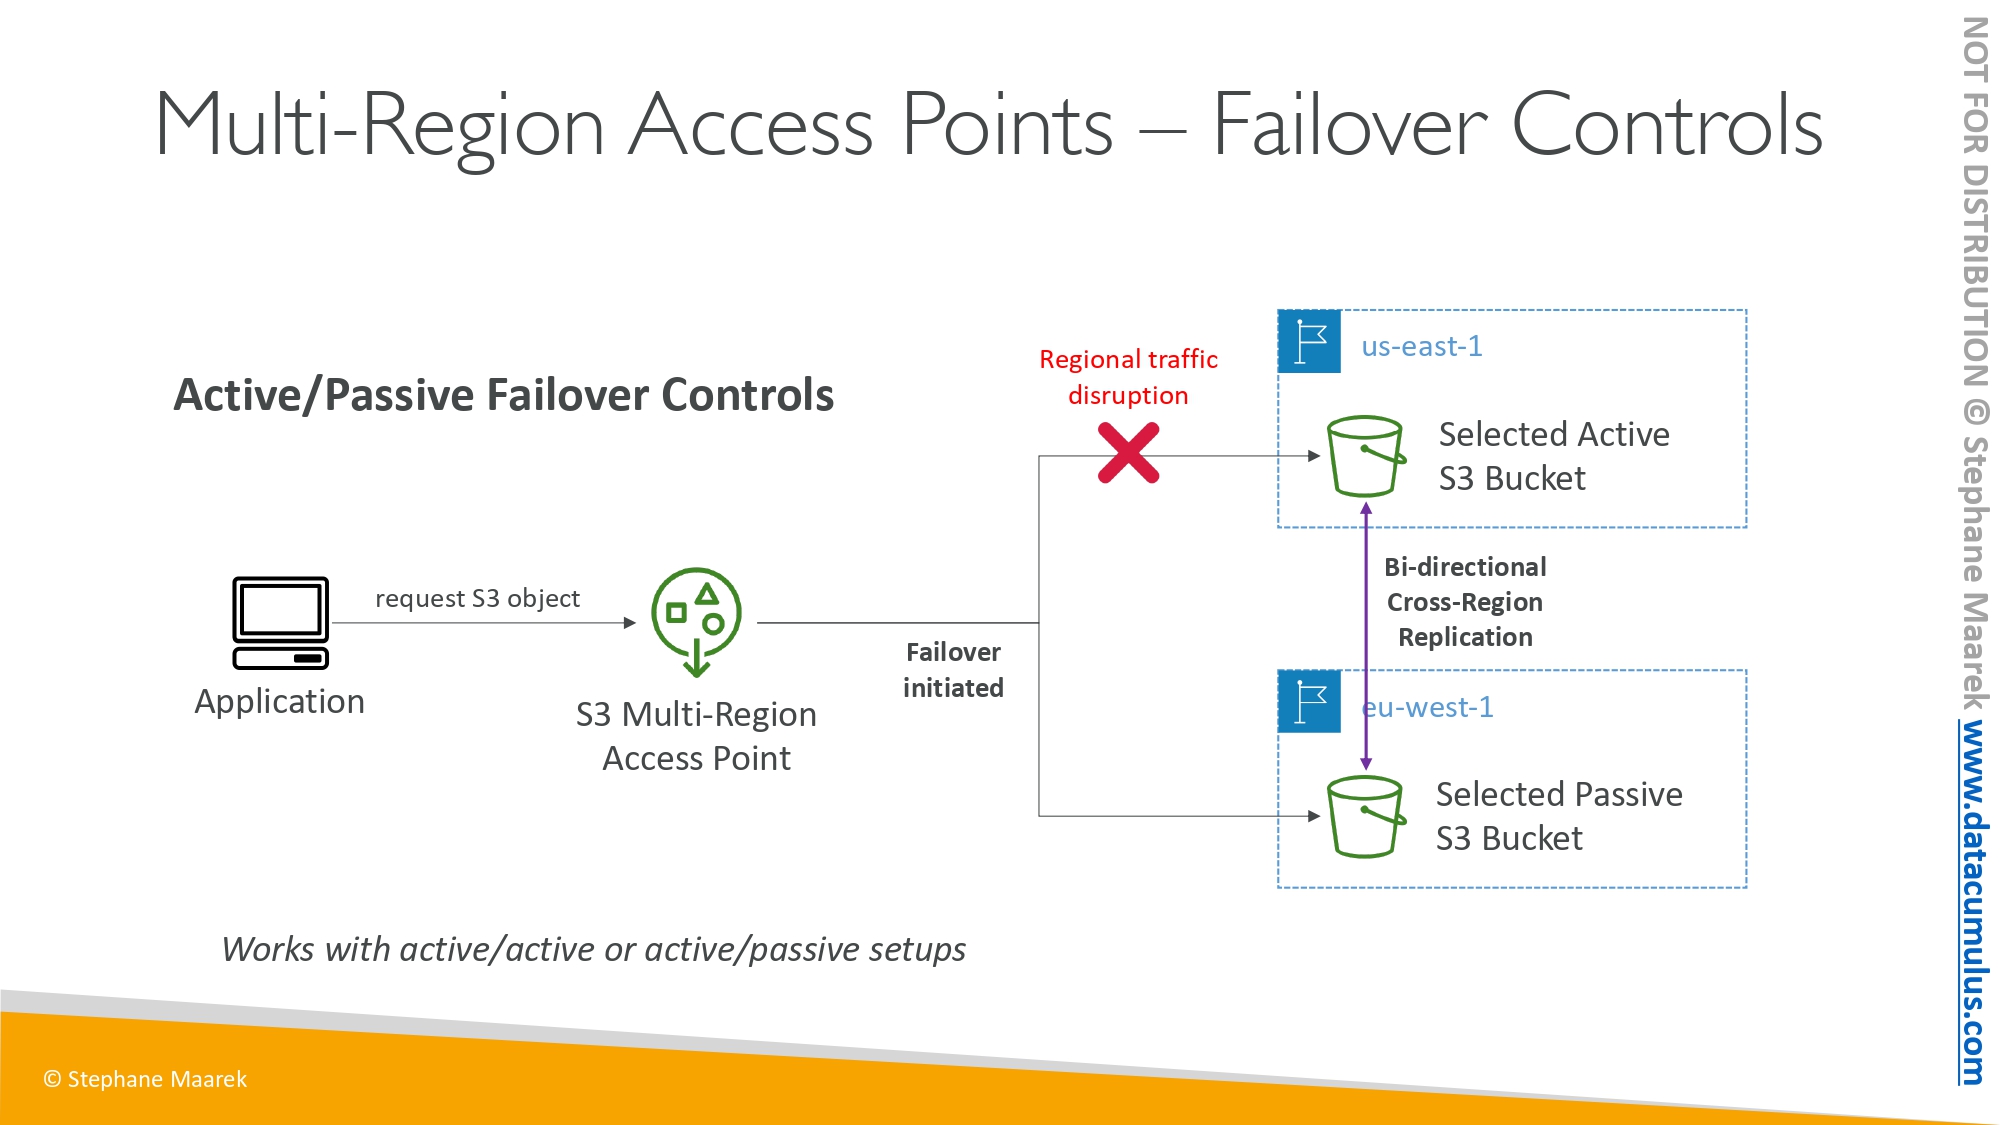 Multi-Region Access Points – Failover Controls
Active/Passive Failover Controls
Regional traffic
disruption
us-east-1
Selected Active
S3 Bucket
request S3 object
Application
S3 Multi-Region
Access Point
Failover
initiated
Bi-directional
Cross-Region
Replication
eu-west-1
Selected Passive
S3 Bucket
Works with active/active or active/passive setups
© Stephane Maarek
NOT FOR DISTRIBUTION © Stephane Maarek www.datacumulus.com